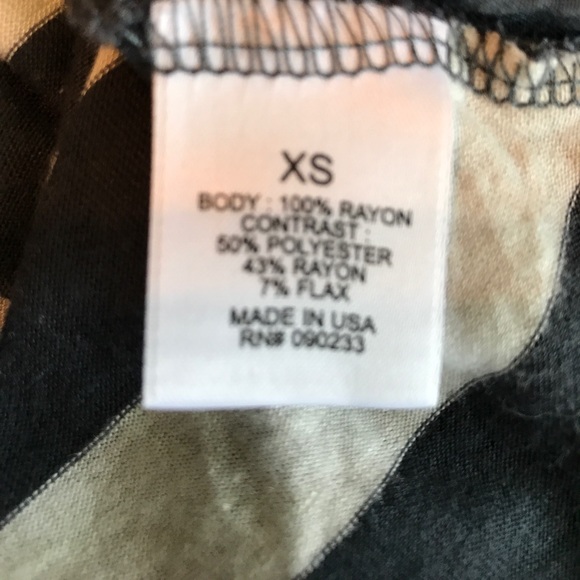 XS
BODY : 100% RAYON
CONTRAST :
50% POLYESTER
43% RAYON
7% FLAX
MADE IN USA
RN# 090233